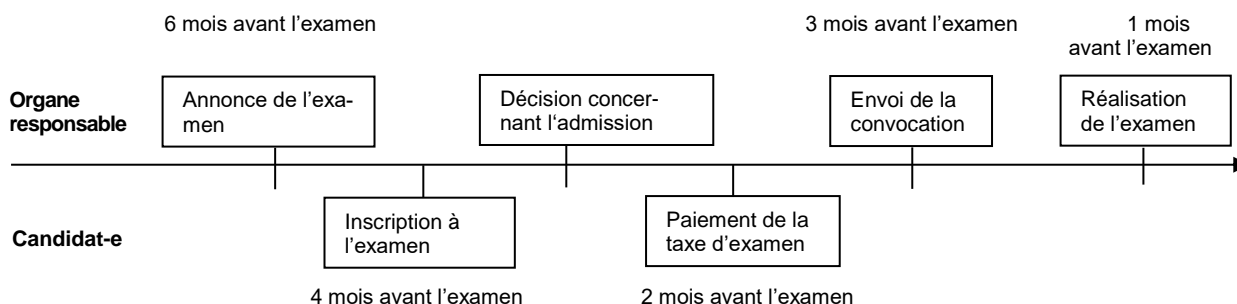 6 mois avant l'examen
3 mois avant l'examen
1 mois
avant l'examen
Organe
responsable
Annonce de l'exa-
men
Décision concer-
nant l'admission
Envoi de la
convocation
Réalisation
de l'examen
Candidat-e
Inscription à
l'examen
Paiement de la
taxe d'examen
4 mois avant l'examen
2 mois avant l'examen